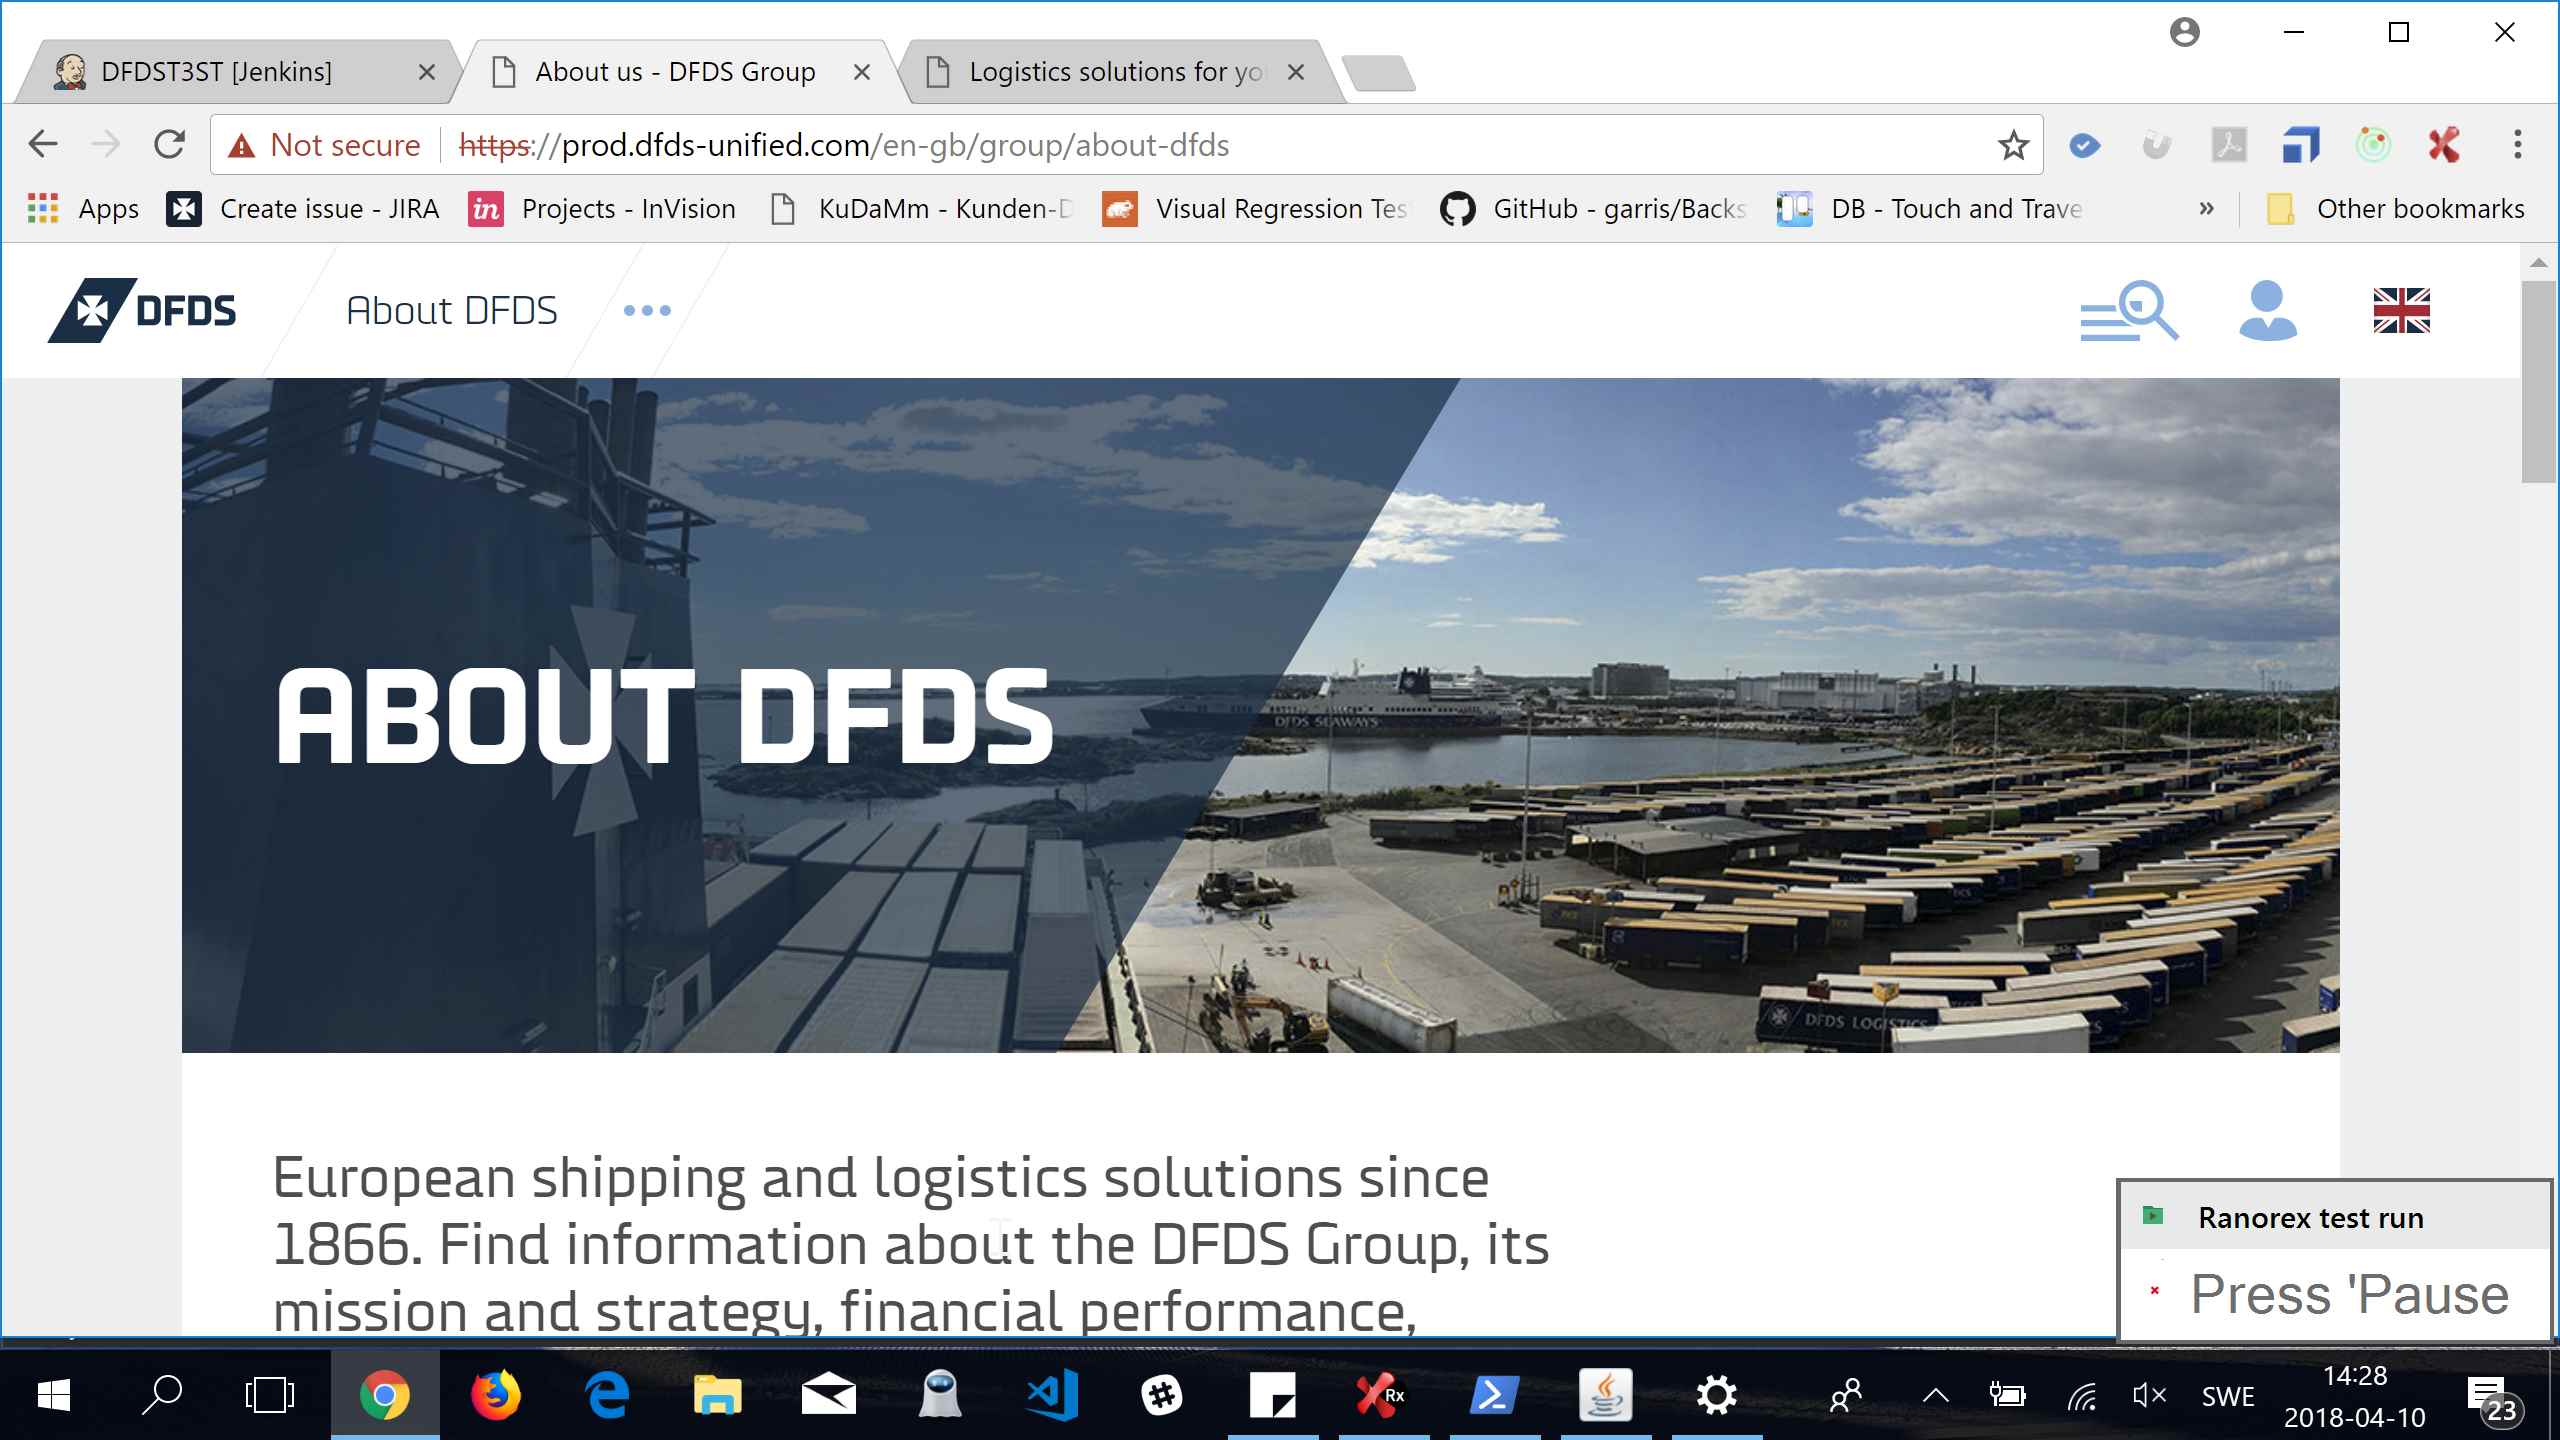 DFDST3ST [Jenkins]
About us - DFDS Group
Logistics solutions for yo
Not secure
https://prod.dfds-unified.com/en-gb/group/about-dfds
Apps
Create issue - JIRA
in
Projects - InVision
KuDaMm - Kunden-D
Visual Regression Tes
GitHub - garris/Backs
DB - Touch and Trave
»
Other bookmarks
DFDS
About DFDS
ABOUT DFDS
DFDS SEAWAYS
DFDS LOGISTICS
European shipping and logistics solutions since
1866. Find information about the DFDS Group, its
mission and strategy, financial performance,
Ranorex test run
Press 'Pause
Rx
SWE
14:28
2018-04-10
23